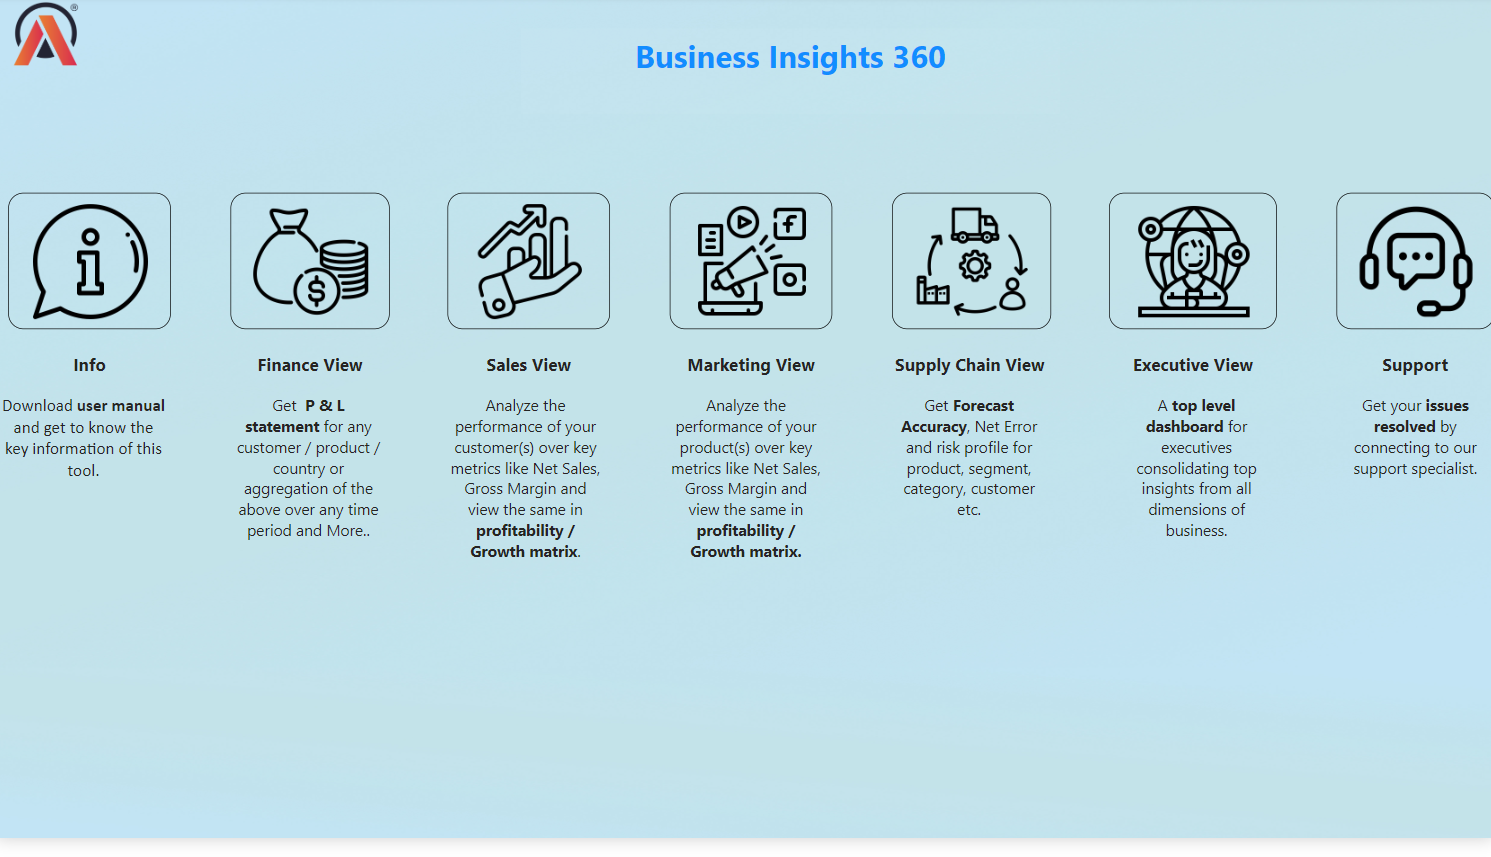 ®
Business Insights 360
Info
Download user manual
and get to know the
key information of this
tool.
Finance View
Get P & L
statement for any
customer / product /
country or
aggregation of the
above over any time
period and More..
Sales View
Analyze the
performance of your
customer(s) over key
metrics like Net Sales,
Gross Margin and
view the same in
profitability /
Growth matrix.
Marketing View
Analyze the
performance of your
product(s) over key
metrics like Net Sales,
Gross Margin and
view the same in
profitability /
Growth matrix.
Supply Chain View
Get Forecast
Accuracy, Net Error
and risk profile for
product, segment,
category, customer
etc.
Executive View
A top level
dashboard for
executives
consolidating top
insights from all
dimensions of
business.
Support
Get your issues
resolved by
connecting to our
support specialist.